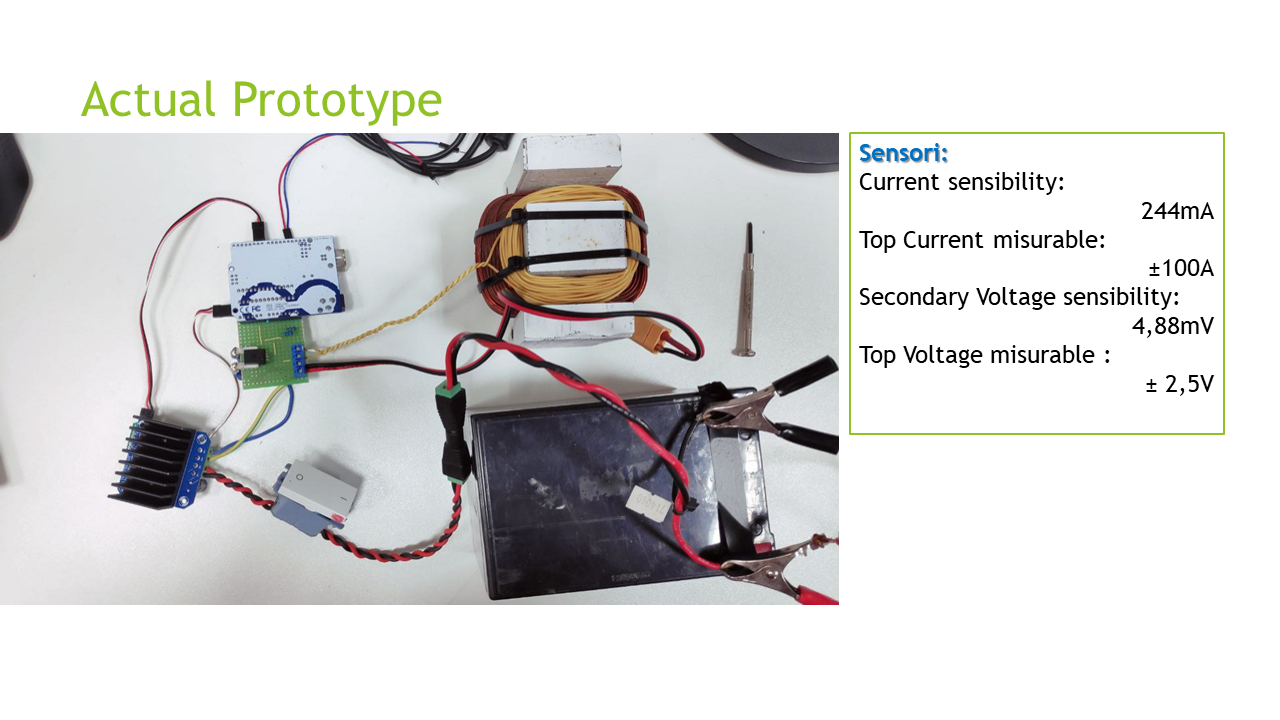 Actual Prototype
Sensori:
Current sensibility:
244mA
Top Current misurable:
±100A
Secondary Voltage sensibility:
4,88mV
Top Voltage misurable :
± 2,5V